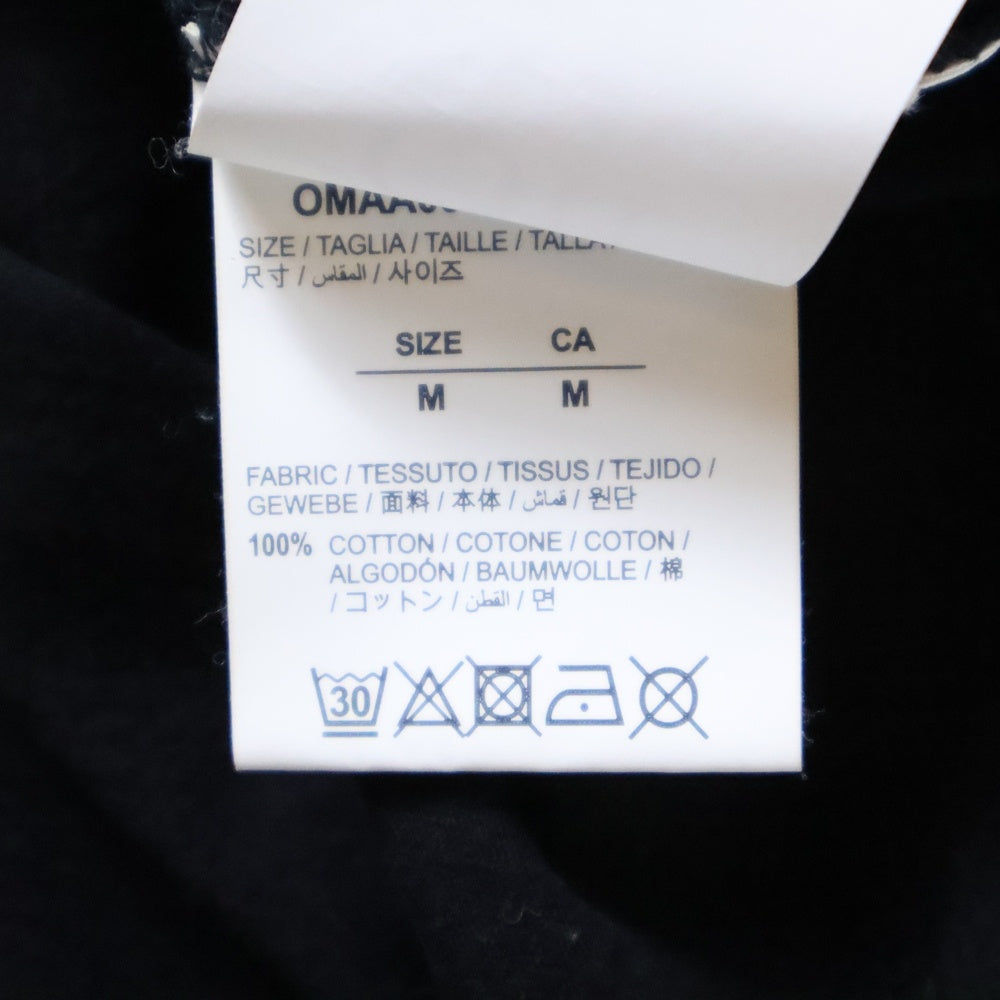 SIZE / TAGLIA / TAILLE / TALLA /
尺寸 / المقاس / 사이즈
SIZE CA
M M
FABRIC / TESSUTO / TISSUS / TEJIDO /
GEWEBE / 面料 / 本体 / قماش / 원단
100% COTTON / COTONE / COTON /
ALGODÓN / BAUMWOLLE / 棉
/ コットン / القطن / 면
30